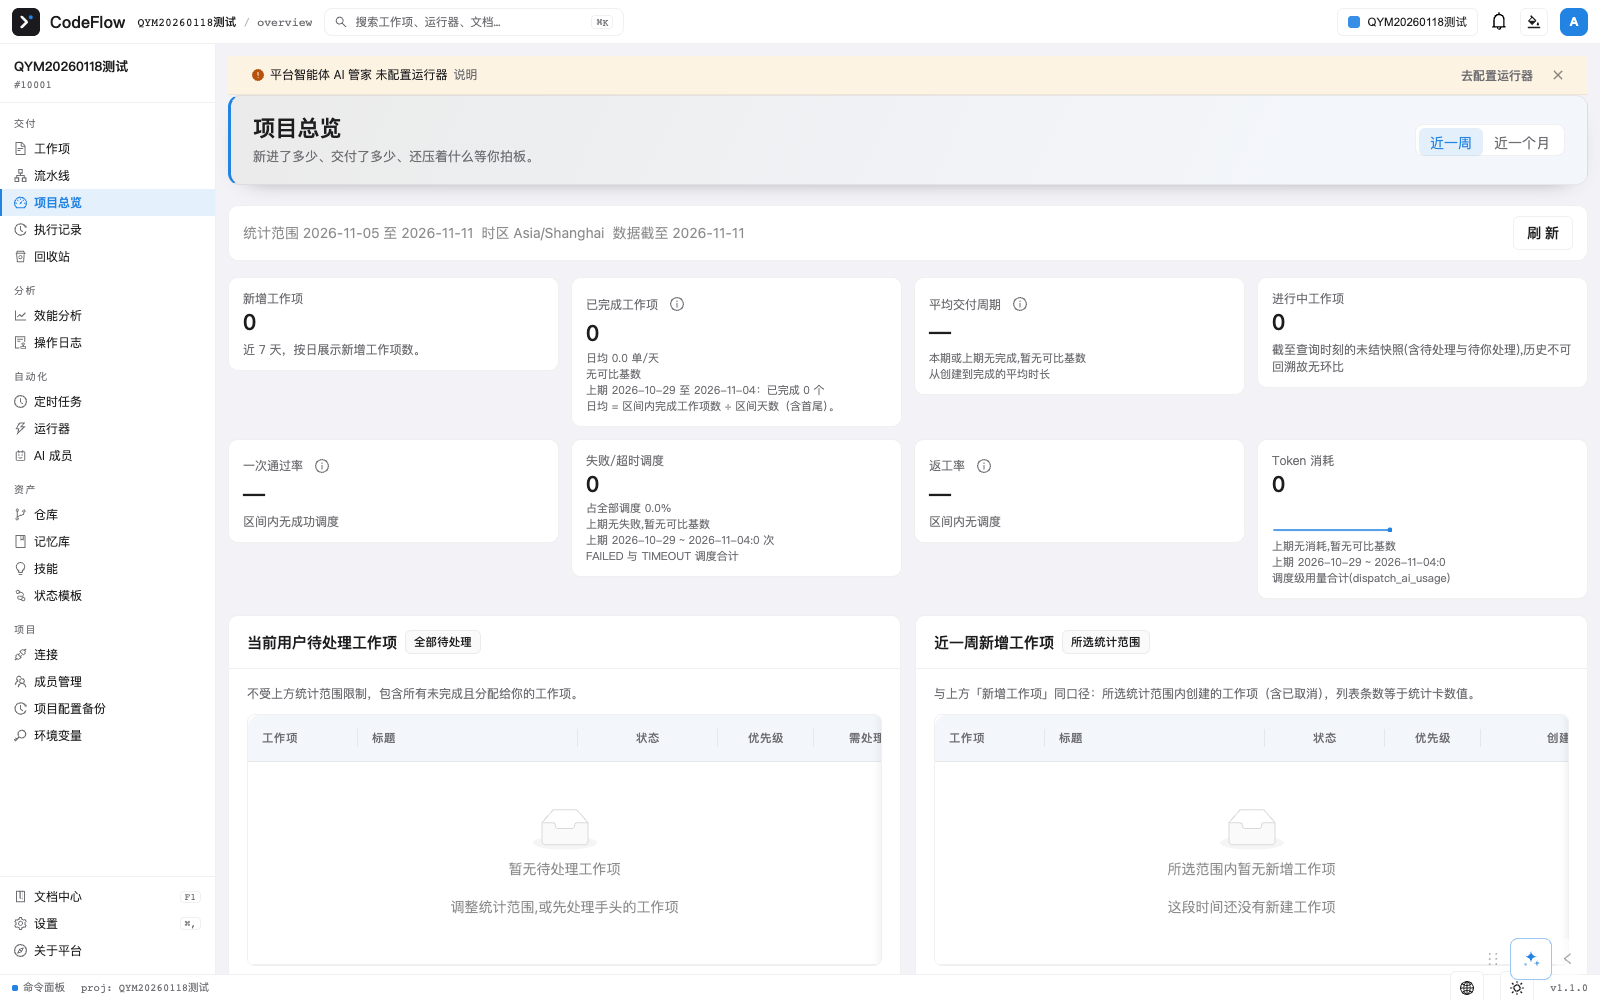 CodeFlow QYM20260118测试 / overview 搜索工作项、运行器、文档... ⌘K QYM20260118测试 A
QYM20260118测试
#10001
交付
工作项
流水线
项目总览
执行记录
回收站
分析
效能分析
操作日志
自动化
定时任务
运行器
AI 成员
资产
仓库
记忆库
技能
状态模板
项目
连接
成员管理
项目配置备份
环境变量
文档中心 F1
设置 ⌘,
关于平台
平台智能体 AI 管家 未配置运行器 说明 去配置运行器
项目总览
新进了多少、交付了多少、还压着什么等你拍板。
近一周 近一个月
统计范围 2026-11-05 至 2026-11-11 时区 Asia/Shanghai 数据截至 2026-11-11 刷 新
新增工作项
0
近 7 天，按日展示新增工作项数。
已完成工作项
0
日均 0.0 单/天
无可比基数
上期 2026-10-29 至 2026-11-04：已完成 0 个
日均 = 区间内完成工作项数 ÷ 区间天数（含首尾）。
平均交付周期
—
本期或上期无完成,暂无可比基数
从创建到完成的平均时长
进行中工作项
0
截至查询时刻的未结快照(含待处理与待你处理),历史不可
回溯故无环比
一次通过率
—
区间内无成功调度
失败/超时调度
0
占全部调度 0.0%
上期无失败,暂无可比基数
上期 2026-10-29 ~ 2026-11-04:0 次
FAILED 与 TIMEOUT 调度合计
返工率
—
区间内无调度
Token 消耗
0
上期无消耗,暂无可比基数
上期 2026-10-29 ~ 2026-11-04:0
调度级用量合计(dispatch_ai_usage)
当前用户待处理工作项 全部待处理
不受上方统计范围限制，包含所有未完成且分配给你的工作项。
工作项 标题 状态 优先级 需处理
暂无待处理工作项
调整统计范围,或先处理手头的工作项
近一周新增工作项 所选统计范围
与上方「新增工作项」同口径：所选统计范围内创建的工作项（含已取消），列表条数等于统计卡数值。
工作项 标题 状态 优先级 创建
所选范围内暂无新增工作项
这段时间还没有新建工作项
命令面板 proj: QYM20260118测试 v1.1.0